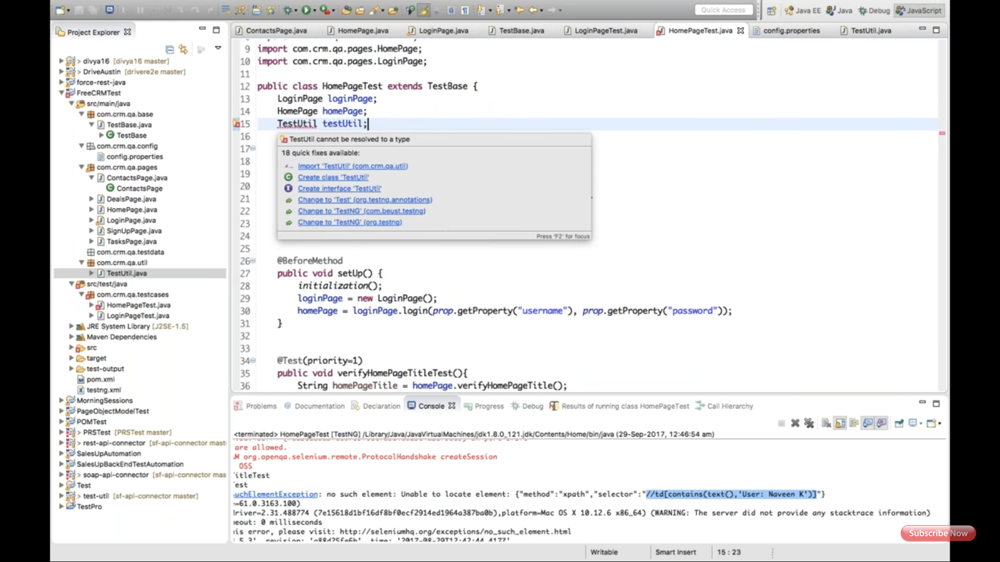 Quick Access
Java EE
Java
Debug
JavaScript
Project Explorer
ContactsPage.java
HomePage.java
LoginPage.java
TestBase.java
LoginPageTest.java
HomePageTest.java
config.properties
TestUtil.java
> divya16 [divya16 master]
> DriveAustin [drivere2e master]
force-rest-java
FreeCRMTest
src/main/java
com.crm.qa.base
TestBase.java
TestBase
com.crm.qa.config
config.properties
com.crm.qa.pages
ContactsPage.java
ContactsPage
DealsPage.java
HomePage.java
LoginPage.java
SignUpPage.java
TasksPage.java
com.crm.qa.testdata
com.crm.qa.util
TestUtil.java
src/test/java
com.crm.qa.testcases
HomePageTest.java
LoginPageTest.java
JRE System Library [J2SE-1.5]
Maven Dependencies
src
target
test-output
pom.xml
testng.xml
MorningSessions
PageObjectModelTest
POMTest
> PRSTest [PRSTest master]
> rest-api-connector [sf-api-connector mast
SalesUpAutomation
SalesUpBackEndTestAutomation
> soap-api-connector [sf-api-connector mas
Test
> test-util [sf-api-connector master]
TestPro
9 import com.crm.qa.pages.HomePage;
10 import com.crm.qa.pages.LoginPage;
11
12 public class HomePageTest extends TestBase {
13 LoginPage loginPage;
14 HomePage homePage;
15 TestUtil testUtil;
16
17
18
19
20
21
22
23
24
25
TestUtil cannot be resolved to a type
18 quick fixes available:
Import 'TestUtil' (com.crm.qa.util)
Create class 'TestUtil'
Create interface 'TestUtil'
Change to 'Test' (org.testng.annotations)
Change to 'TestNG' (com.beust.testng)
Change to 'TestNG' (org.testng)
Press 'F2' for focus
26 @BeforeMethod
27 public void setUp() {
28 initialization();
29 loginPage = new LoginPage();
30 homePage = loginPage.login(prop.getProperty("username"), prop.getProperty("password"));
31 }
32
33
34 @Test(priority=1)
35 public void verifyHomePageTitleTest(){
36 String homePageTitle = homePage.verifyHomePageTitle();
Problems
Documentation
Declaration
Console
Progress
Debug
Results of running class HomePageTest
Call Hierarchy
<terminated> HomePageTest [TestNG] /Library/Java/JavaVirtualMachines/jdk1.8.0_121.jdk/Contents/Home/bin/java (29-Sep-2017, 12:46:54 am)
are allowed.
M org.openqa.selenium.remote.ProtocolHandshake createSession
OSS
itleTest
est
uchElementException: no such element: Unable to locate element: {"method":"xpath","selector":"//td[contains(text(),'User: Naveen K')]"}
=61.0.3163.100)
driver=2.31.488774 (7e15618d1bf16df8bf0ecf2914ed1964a387ba0b),platform=Mac OS X 10.12.6 x86_64) (WARNING: The server did not provide any stacktrace information)
meout: 0 milliseconds
is error, please visit: http://seleniumhq.org/exceptions/no_such_element.html
Subscribe Now
Writable
Smart Insert
15 : 23